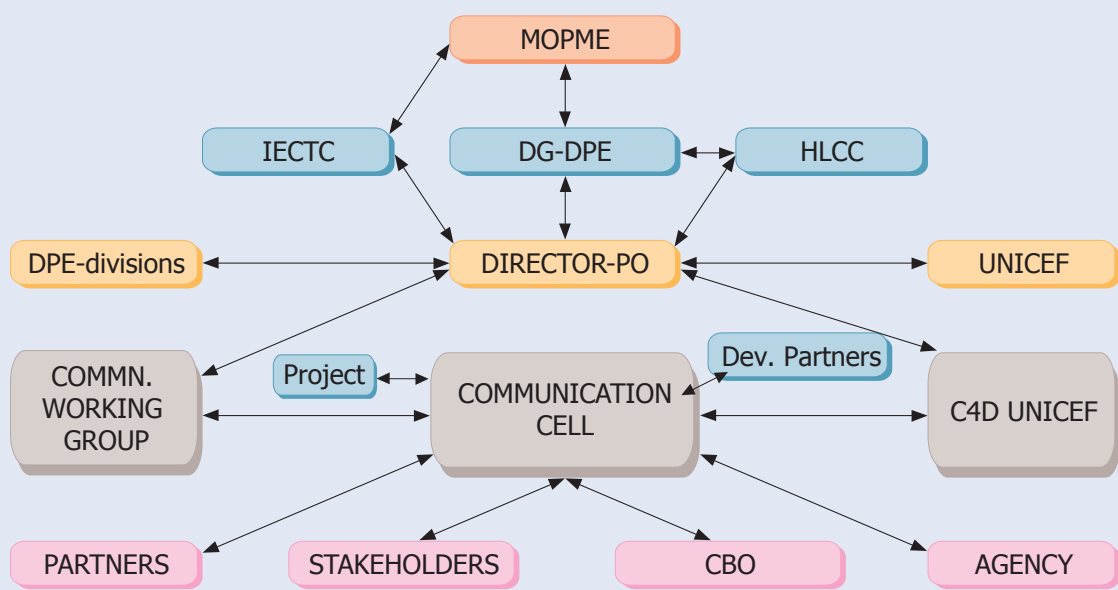 MOPME
IECTC
DG-DPE
HLCC
DPE-divisions
DIRECTOR-PO
UNICEF
COMMN.
WORKING
GROUP
Project
COMMUNICATION
CELL
Dev. Partners
C4D UNICEF
PARTNERS
STAKEHOLDERS
CBO
AGENCY